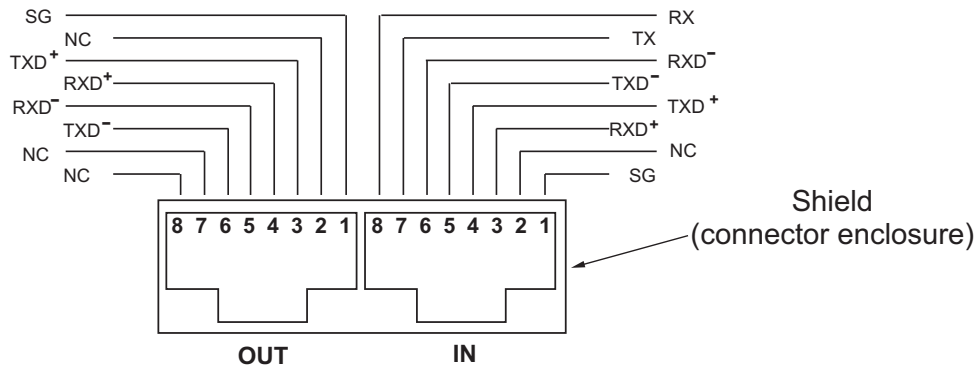 SG
NC
TXD+
RXD+
RXD-
TXD-
NC
NC
RX
TX
RXD-
TXD-
TXD +
RXD+
NC
SG
Shield
(connector enclosure)
8 7 6 5 4 3 2 1
8 7 6 5 4 3 2 1
OUT
IN